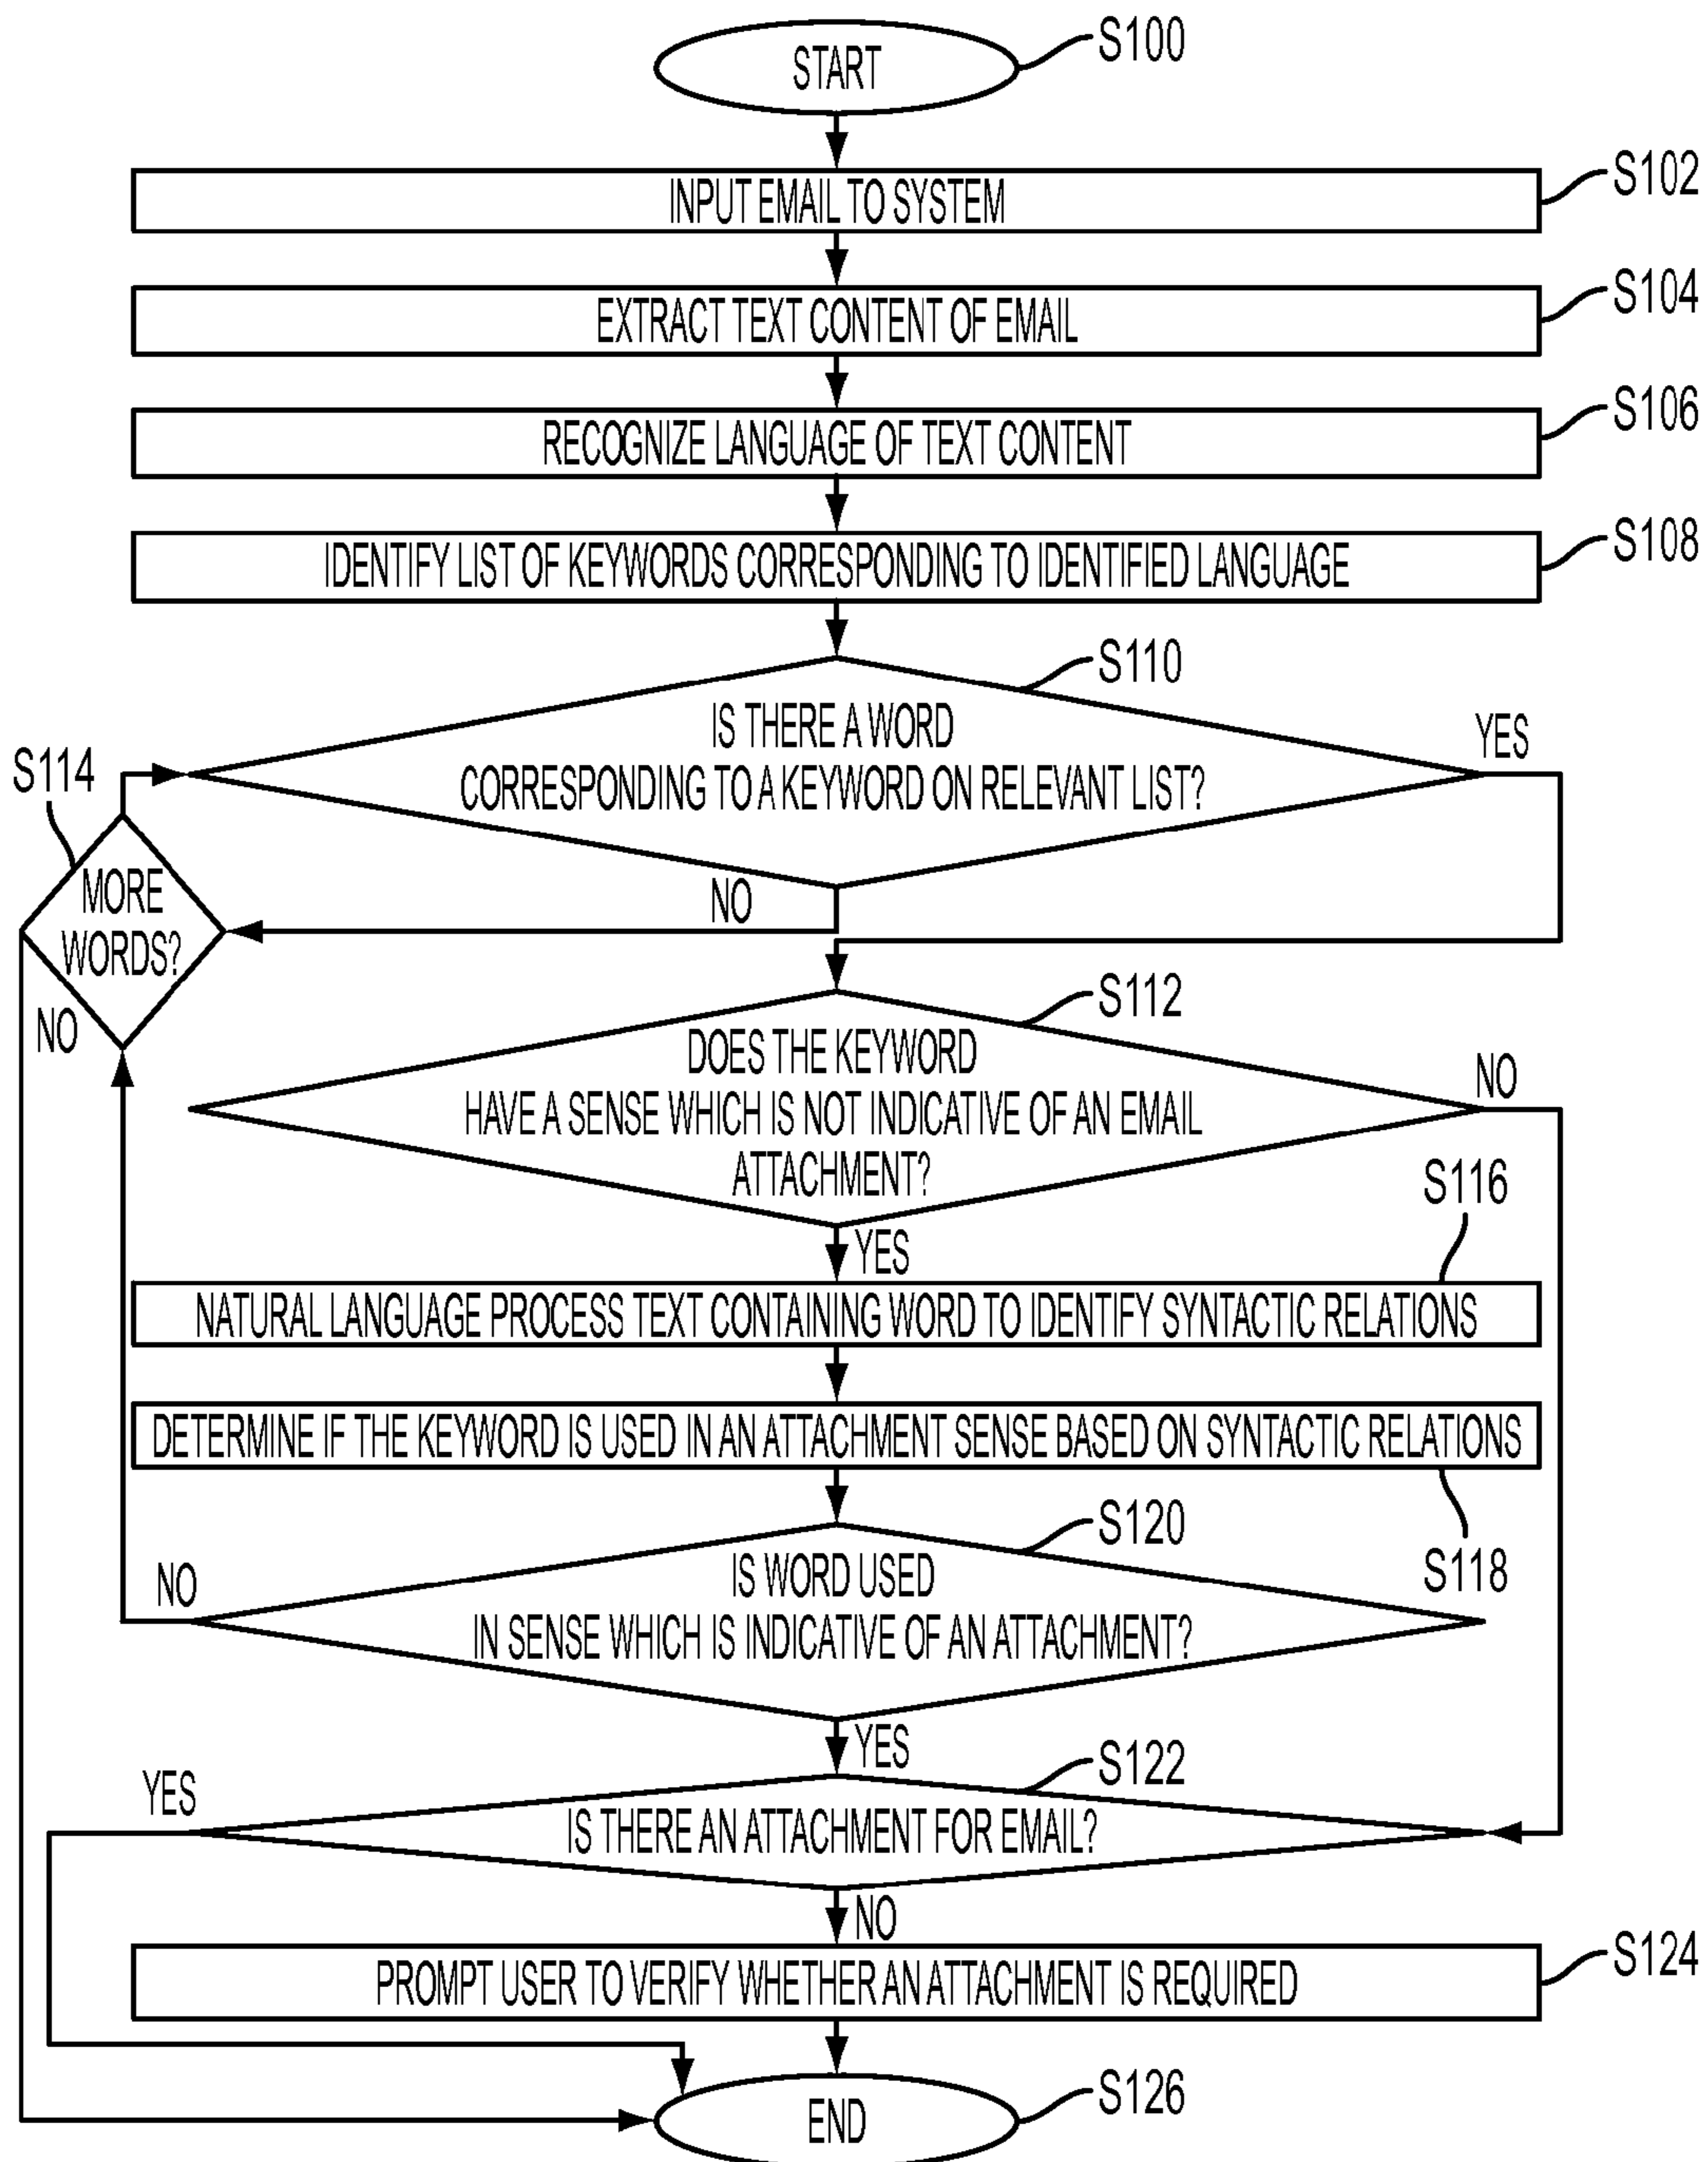 START
S100
INPUT EMAIL TO SYSTEM
S102
EXTRACT TEXT CONTENT OF EMAIL
S104
RECOGNIZE LANGUAGE OF TEXT CONTENT
S106
IDENTIFY LIST OF KEYWORDS CORRESPONDING TO IDENTIFIED LANGUAGE
S108
S110
IS THERE A WORD
CORRESPONDING TO A KEYWORD ON RELEVANT LIST?
YES
NO
S114
MORE
WORDS?
NO
S112
DOES THE KEYWORD
HAVE A SENSE WHICH IS NOT INDICATIVE OF AN EMAIL
ATTACHMENT?
NO
YES
S116
NATURAL LANGUAGE PROCESS TEXT CONTAINING WORD TO IDENTIFY SYNTACTIC RELATIONS
DETERMINE IF THE KEYWORD IS USED IN AN ATTACHMENT SENSE BASED ON SYNTACTIC RELATIONS
S118
S120
IS WORD USED
IN SENSE WHICH IS INDICATIVE OF AN ATTACHMENT?
NO
YES
S122
IS THERE AN ATTACHMENT FOR EMAIL?
YES
NO
PROMPT USER TO VERIFY WHETHER AN ATTACHMENT IS REQUIRED
S124
END
S126